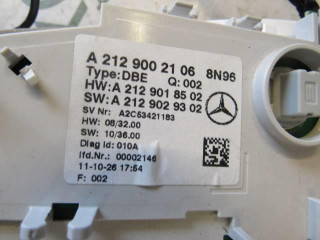 A 212 900 21 06 8N96
Type:DBE Q: 002
HW: A 212 901 85 02
SW: A 212 902 93 02
SV Nr: A2C53421183
HW: 08/32.00
SW: 10/36.00
Diag Id: 010A
lfd.Nr.: 00002146
11-10-26 17:54
F: 002